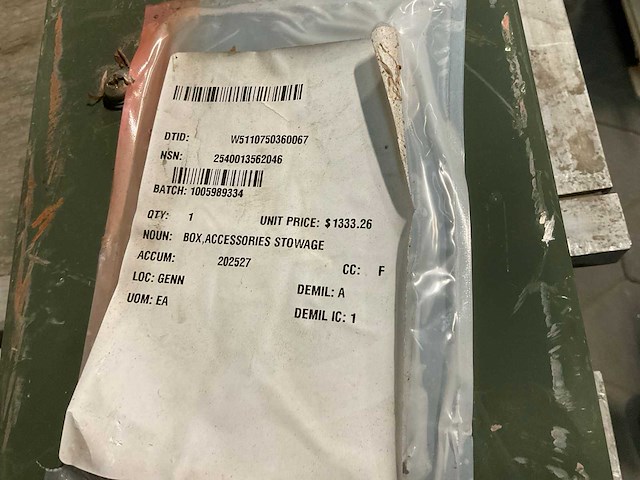 DTID: W5110750360067
NSN: 2540013562046
BATCH: 1005989334
QTY: 1 UNIT PRICE: $1333.26
NOUN: BOX,ACCESSORIES STOWAGE
ACCUM: 202527 CC: F
LOC: GENN DEMIL: A
UOM: EA DEMIL IC: 1